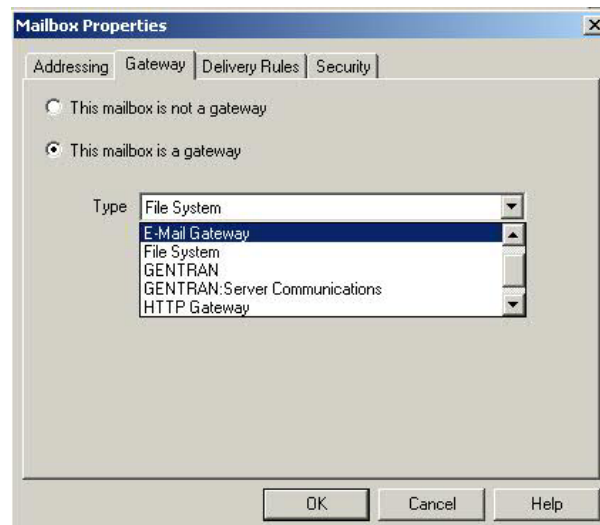 Mailbox Properties
Addressing Gateway Delivery Rules Security
This mailbox is not a gateway
This mailbox is a gateway
Type File System
E-Mail Gateway
File System
GENTRAN
GENTRAN:Server Communications
HTTP Gateway
OK Cancel Help